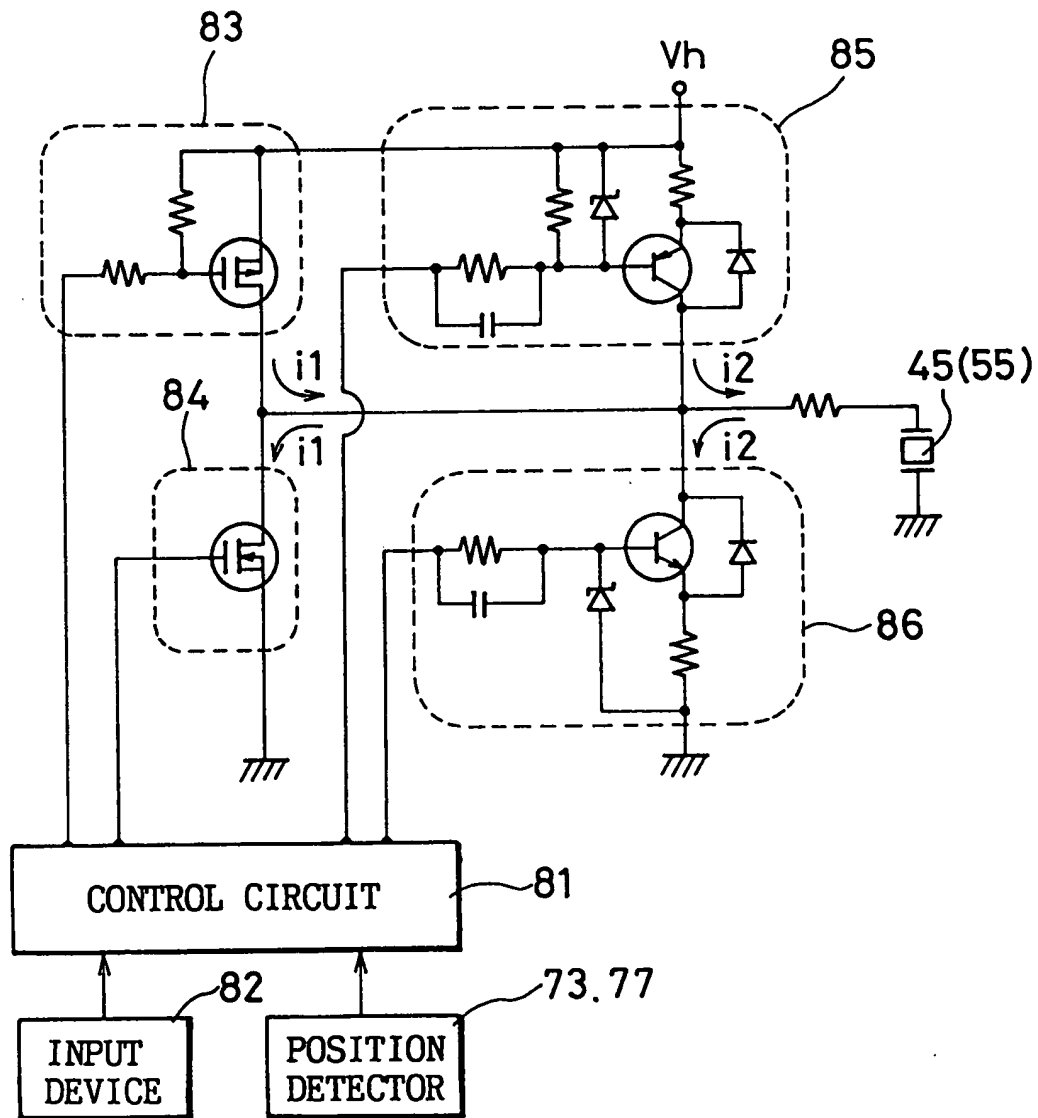 83
Vh
85
i1
i2
45(55)
84
i1
i2
86
CONTROL CIRCUIT
81
82
73.77
INPUT
DEVICE
POSITION
DETECTOR